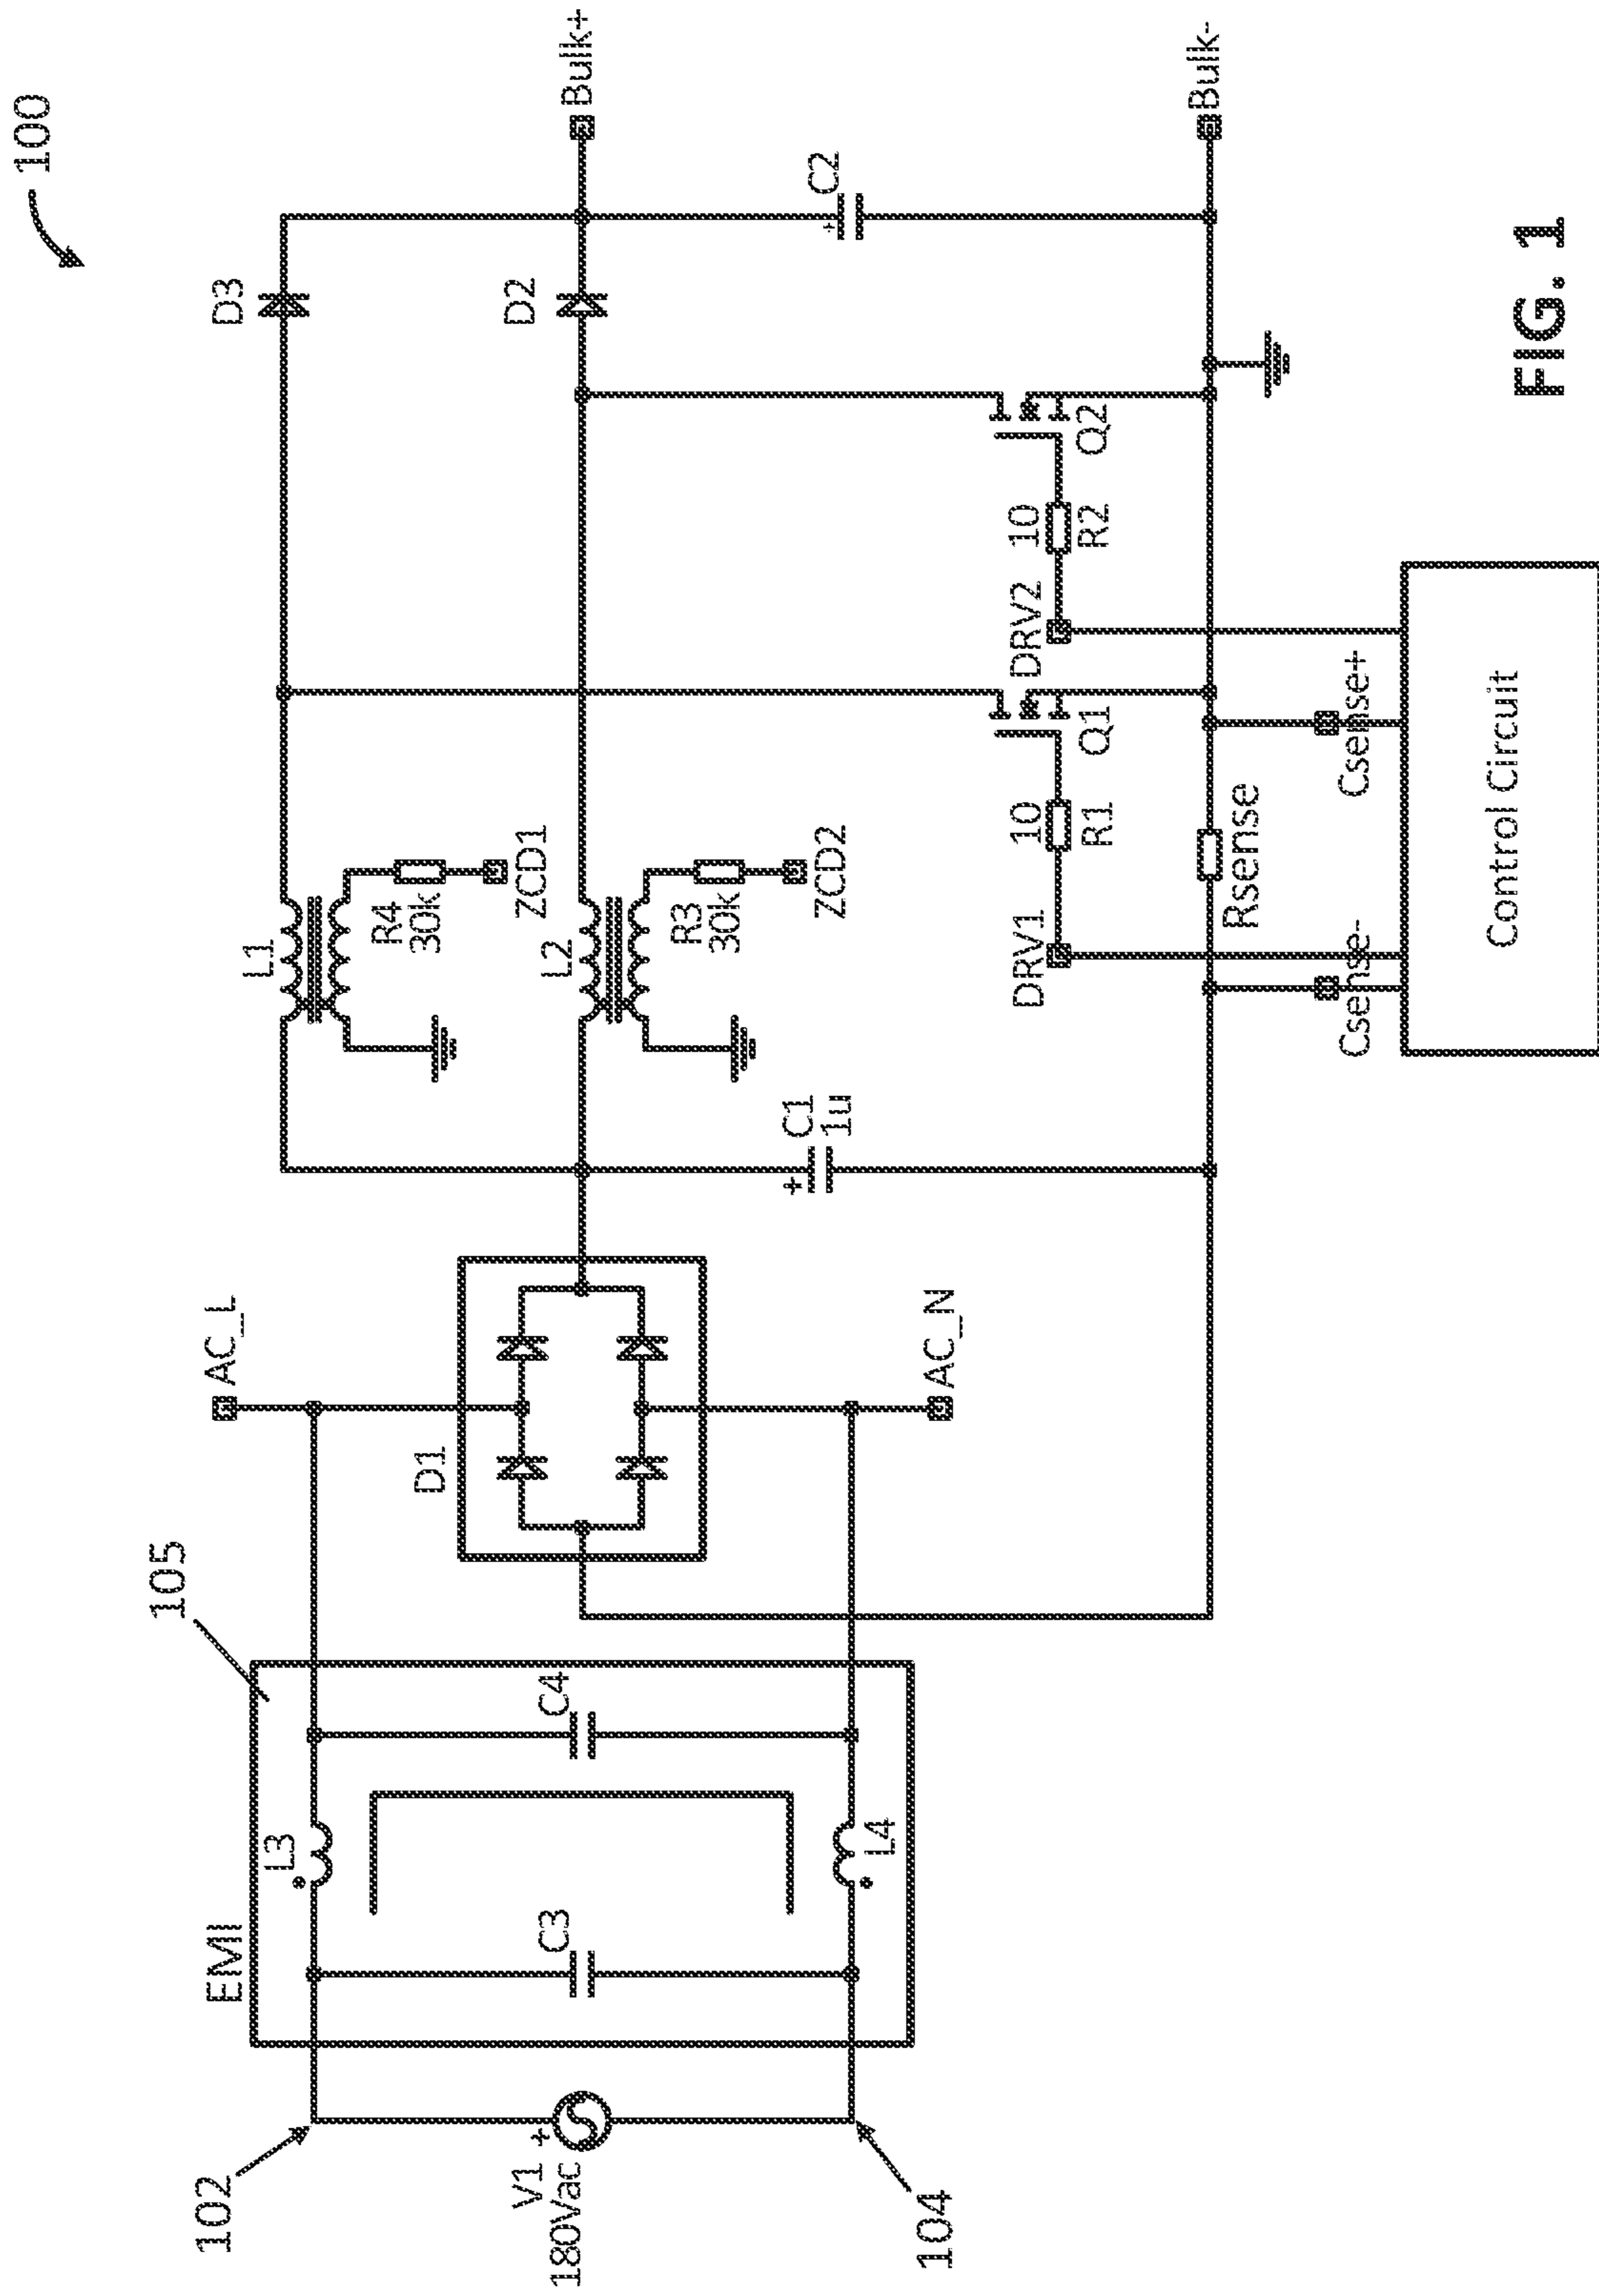 100
102
V1
180Vac
104
EMI
105
L3
C3
C4
L4
AC_L
D1
AC_N
C1
1u
L1
R4
30k
ZCD1
L2
R3
30k
ZCD2
D3
D2
Bulk+
C2
DRV1
10
R1
Q1
DRV2
10
R2
Q2
Bulk-
Rsense
Csense-
Csense+
Control Circuit
FIG. 1